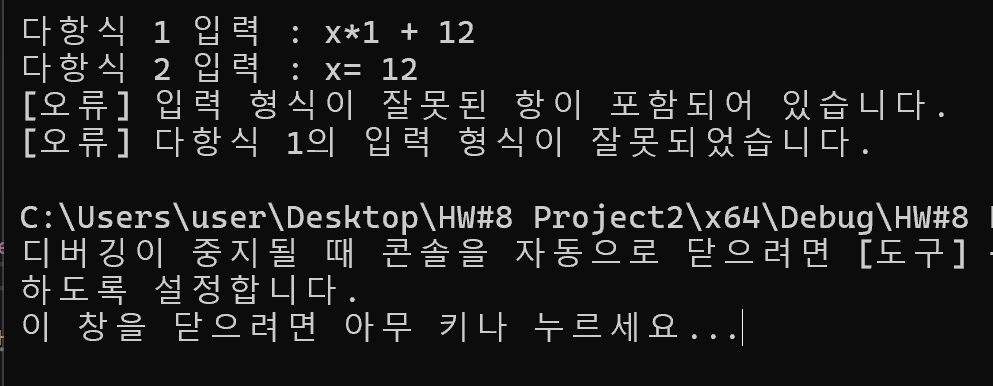 다항식 1 입력 : x*1 + 12
다항식 2 입력 : x= 12
[오류] 입력 형식이 잘못된 항이 포함되어 있습니다.
[오류] 다항식 1의 입력 형식이 잘못되었습니다.
C:\Users\user\Desktop\HW#8 Project2\x64\Debug\HW#8
디버깅이 중지될 때 콘솔을 자동으로 닫으려면 [도구]
하도록 설정합니다.
이 창을 닫으려면 아무 키나 누르세요...